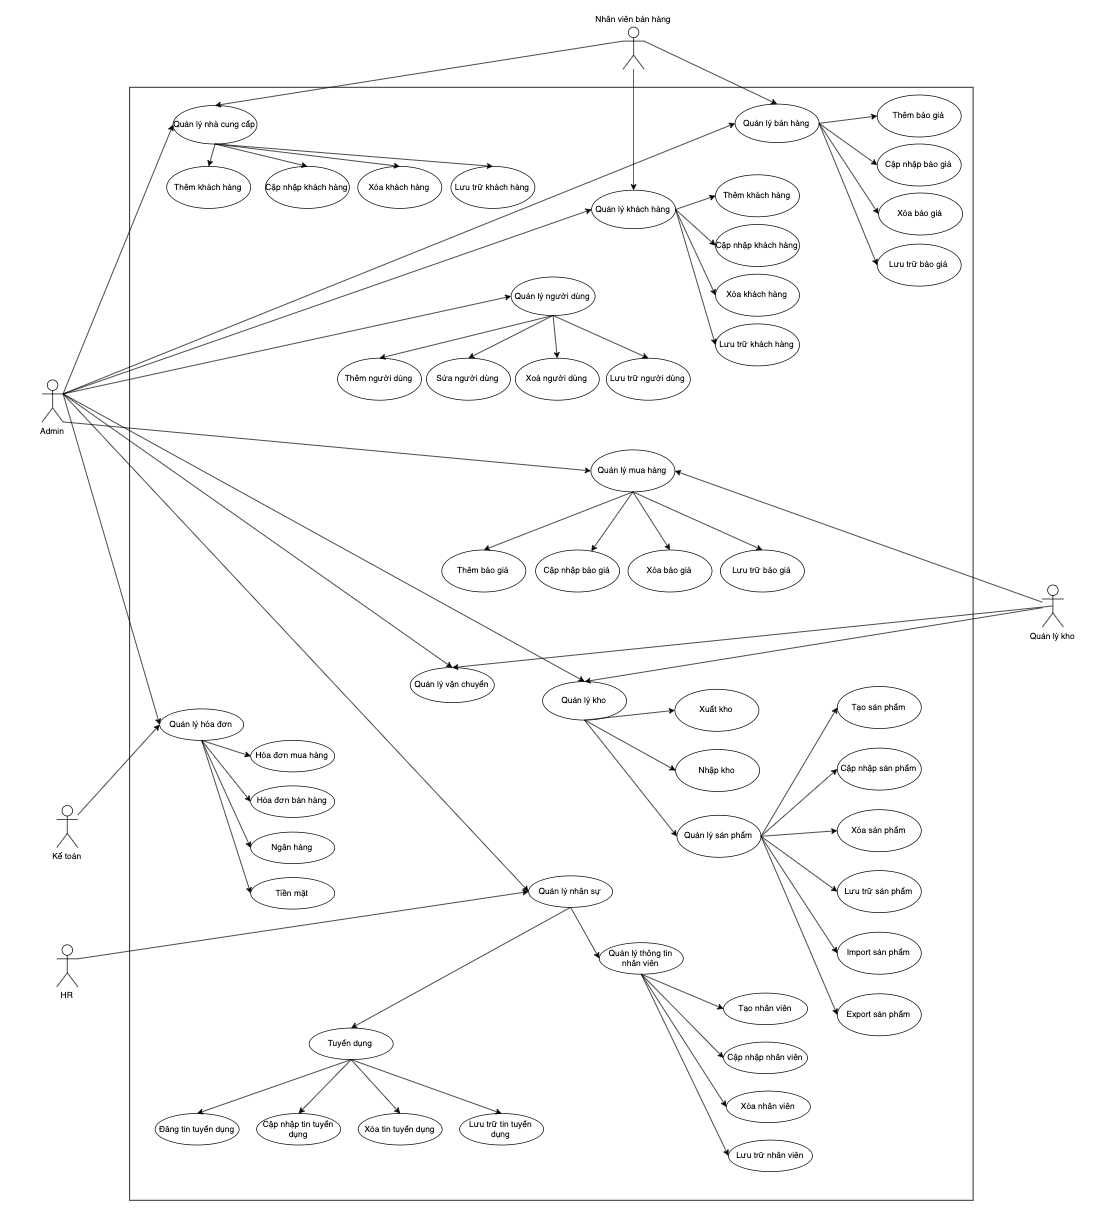 Nhân viên bán hàng
Quản lý nhà cung cấp
Quản lý bán hàng
Thêm báo giá
Cập nhập báo giá
Xóa báo giá
Lưu trữ báo giá
Thêm khách hàng
Cập nhập khách hàng
Xóa khách hàng
Lưu trữ khách hàng
Quản lý khách hàng
Thêm khách hàng
Cập nhập khách hàng
Xóa khách hàng
Lưu trữ khách hàng
Quản lý người dùng
Thêm người dùng
Sửa người dùng
Xoá người dùng
Lưu trữ người dùng
Admin
Quản lý mua hàng
Thêm báo giá
Cập nhập báo giá
Xóa báo giá
Lưu trữ báo giá
Quản lý kho
Quản lý vận chuyển
Quản lý kho
Xuất kho
Nhập kho
Quản lý sản phẩm
Tạo sản phẩm
Cập nhập sản phẩm
Xóa sản phẩm
Lưu trữ sản phẩm
Import sản phẩm
Export sản phẩm
Quản lý hóa đơn
Hóa đơn mua hàng
Hóa đơn bán hàng
Ngân hàng
Tiền mặt
Kế toán
HR
Quản lý nhân sự
Quản lý thông tin
nhân viên
Tạo nhân viên
Cập nhập nhân viên
Xóa nhân viên
Lưu trữ nhân viên
Tuyển dụng
Đăng tin tuyển dụng
Cập nhập tin tuyển
dụng
Xóa tin tuyển dụng
Lưu trữ tin tuyển
dụng